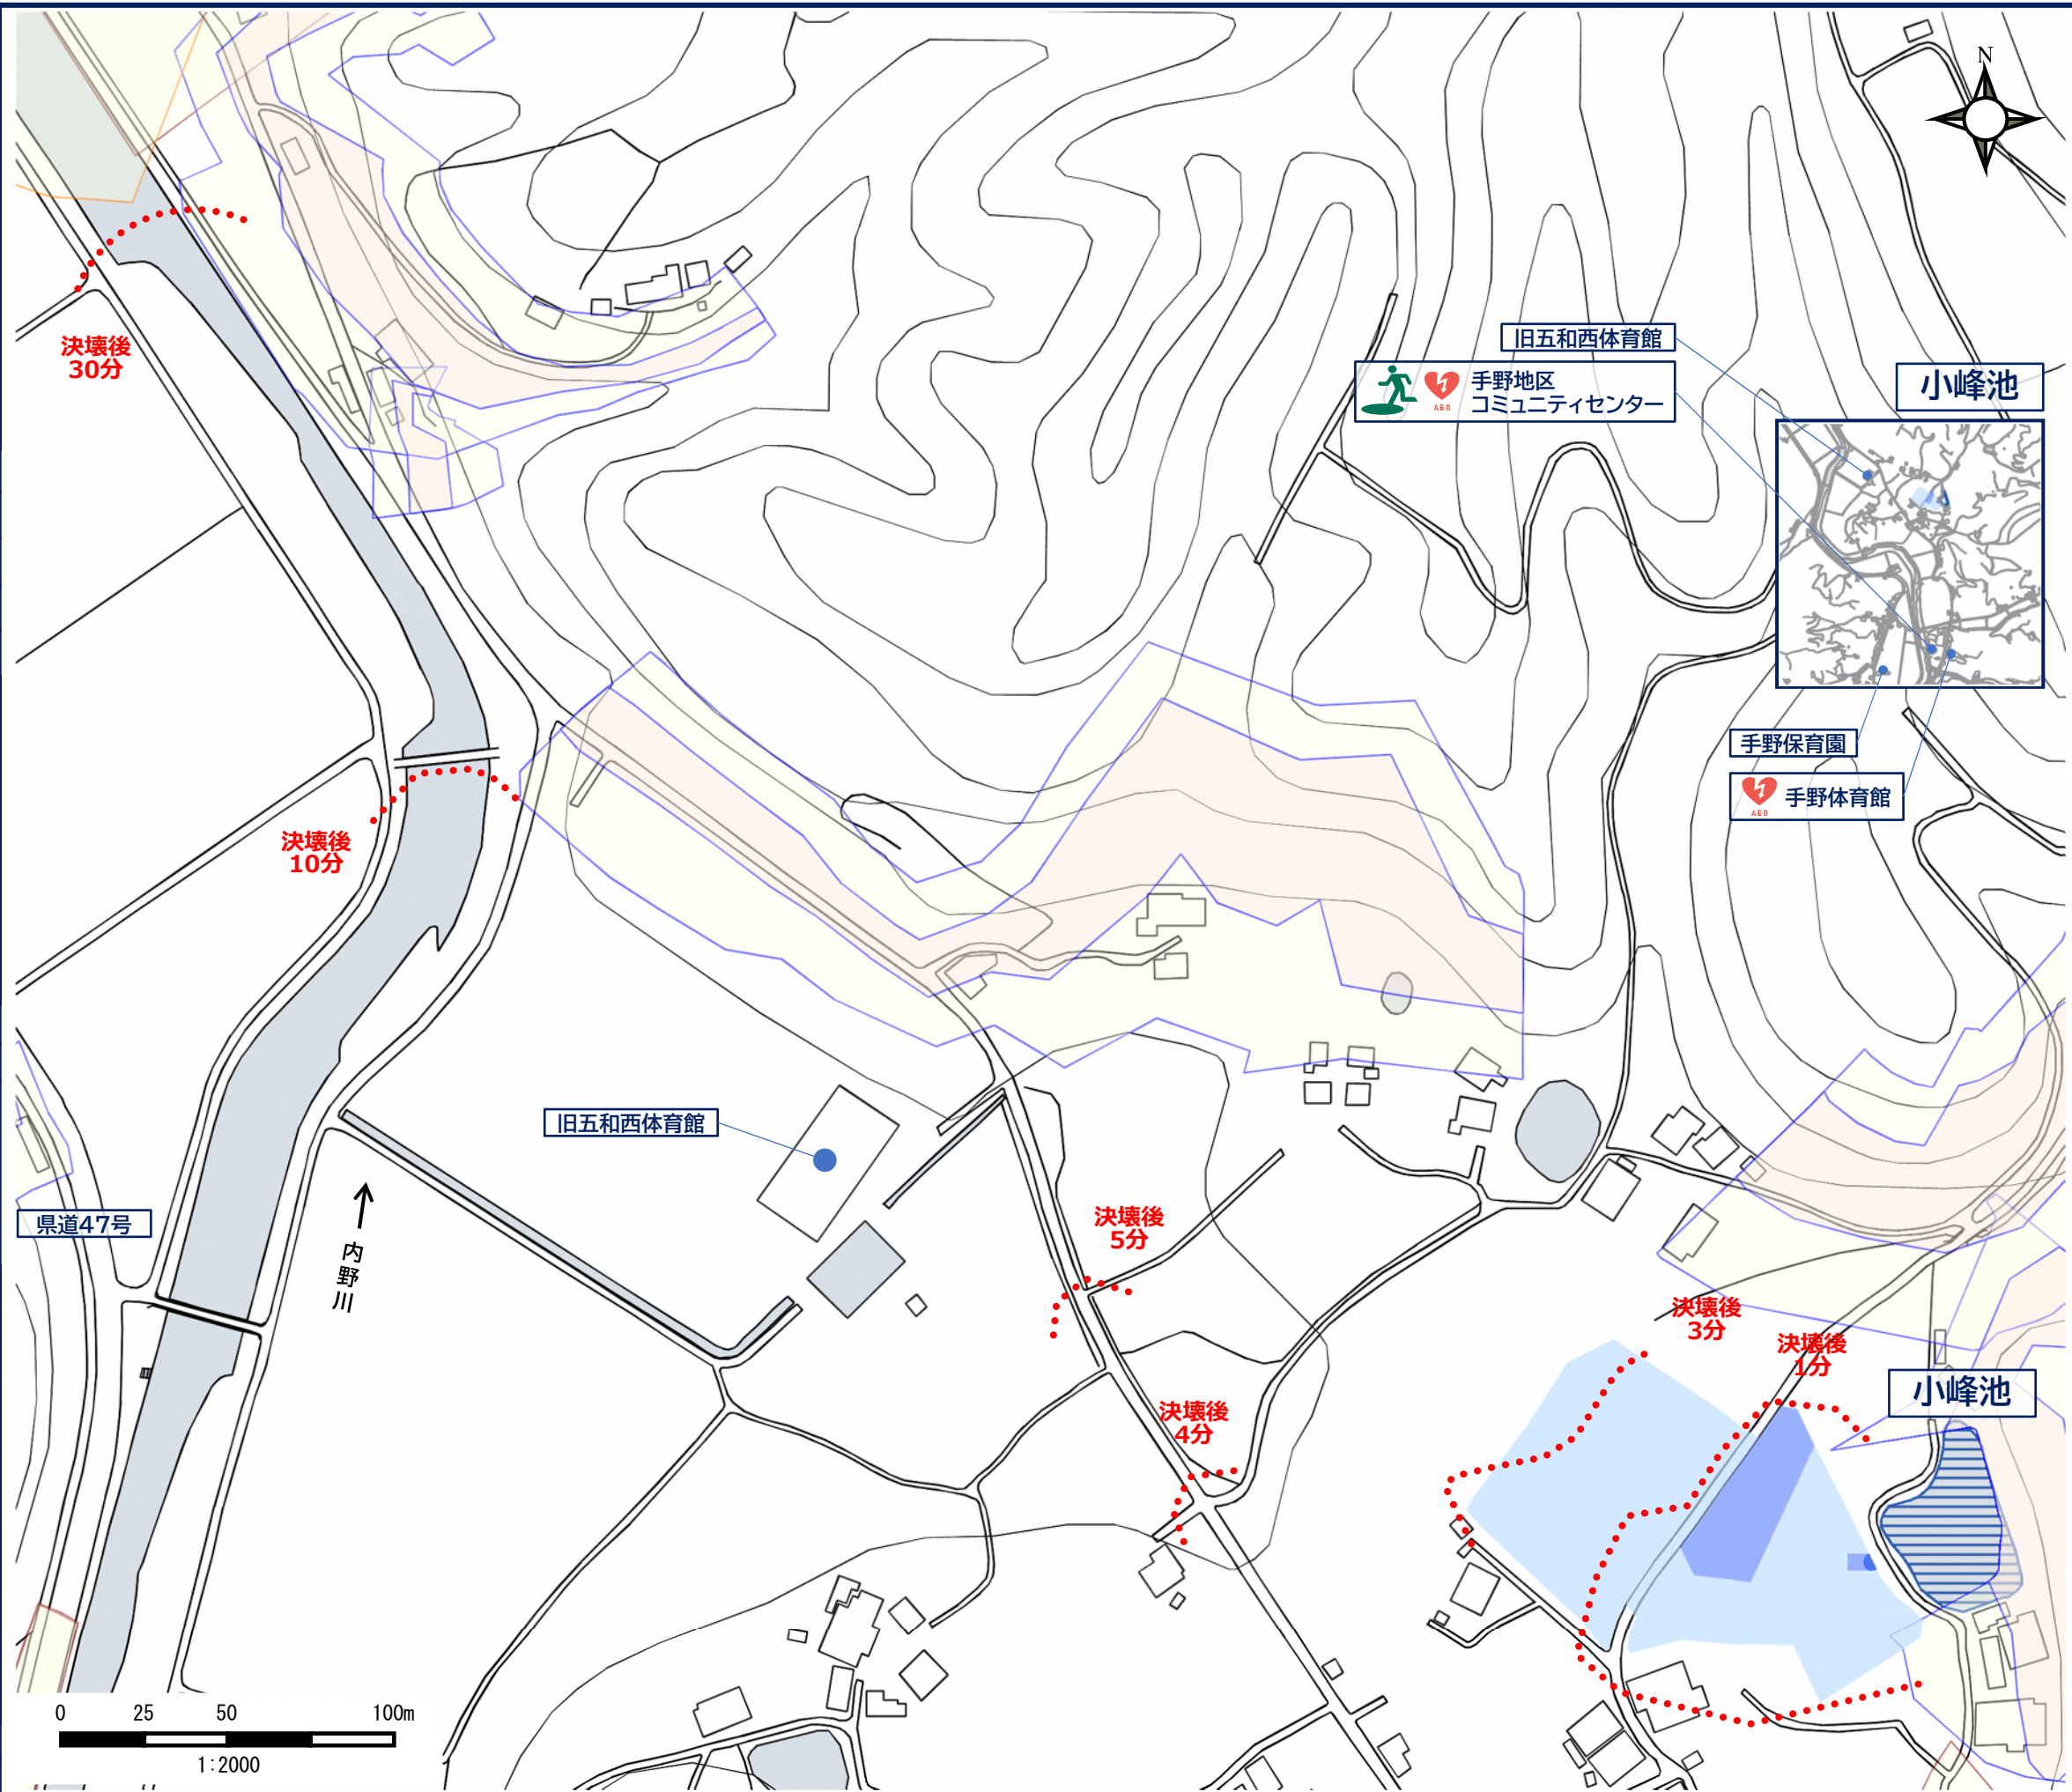 N
旧五和西体育館
AED
手野地区
コミュニティセンター
小峰池
決壊後
30分
手野保育園
AED
手野体育館
決壊後
10分
旧五和西体育館
県道47号
内野川
決壊後
5分
決壊後
3分
決壊後
1分
小峰池
決壊後
4分
0 25 50 100m
1:2000